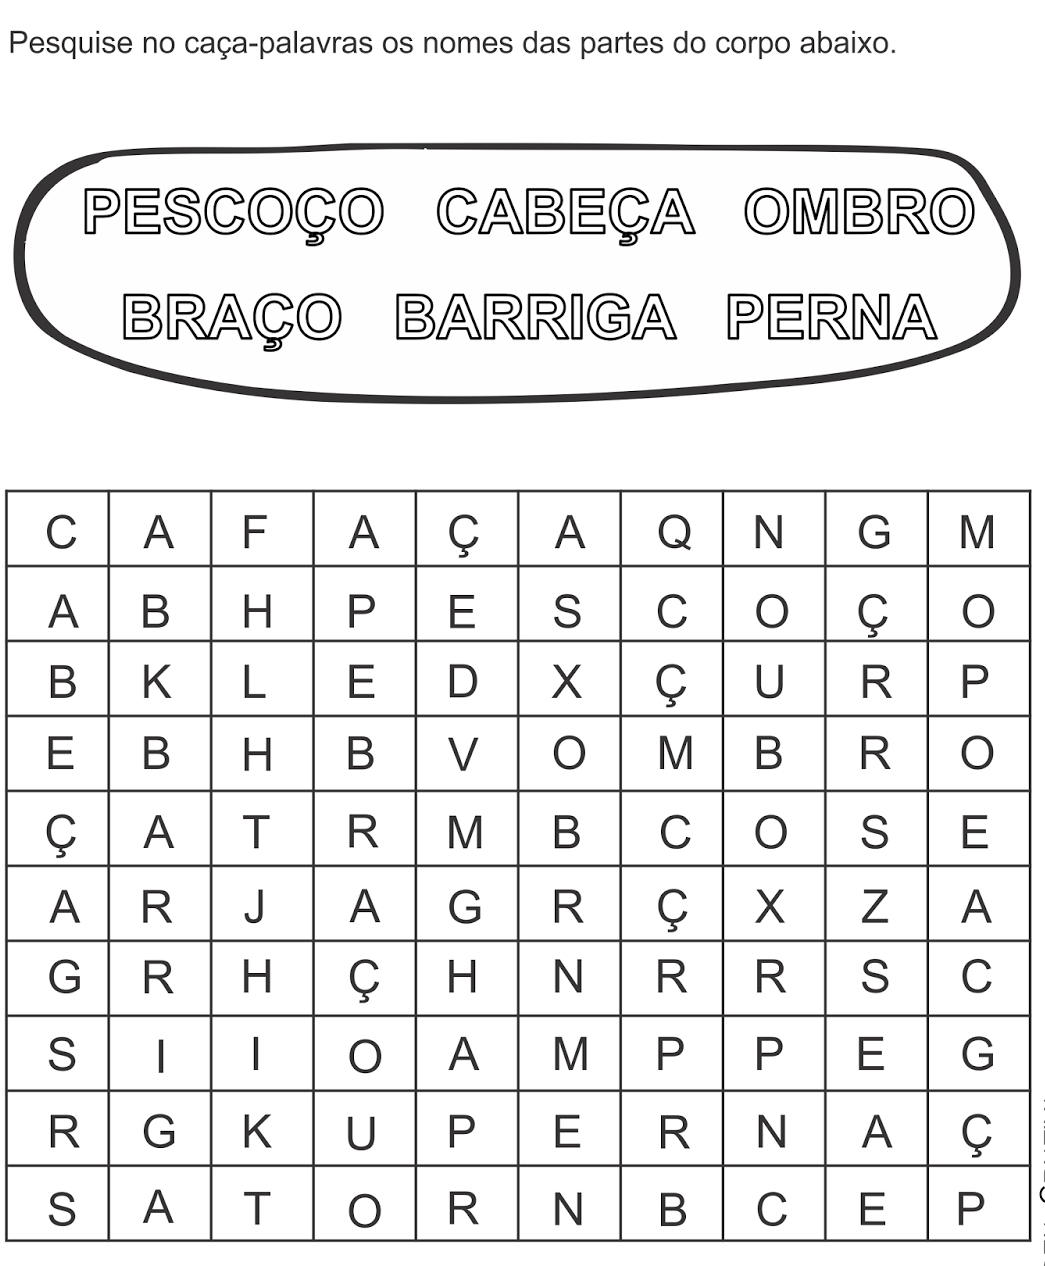 Pesquise no caça-palavras os nomes das partes do corpo abaixo.
PESCOÇO CABEÇA OMBRO
BRAÇO BARRIGA PERNA
C A F A Ç A Q N G M
A B H P E S C O Ç O
B K L E D X Ç U R P
E B H B V O M B R O
Ç A T R M B C O S E
A R J A G R Ç X Z A
G R H Ç H N R R S C
S I I O A M P P E G
R G K U P E R N A Ç
S A T O R N B C E P